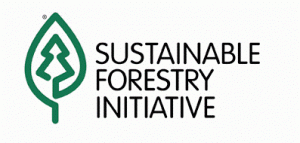 ®
SUSTAINABLE
FORESTRY
INITIATIVE